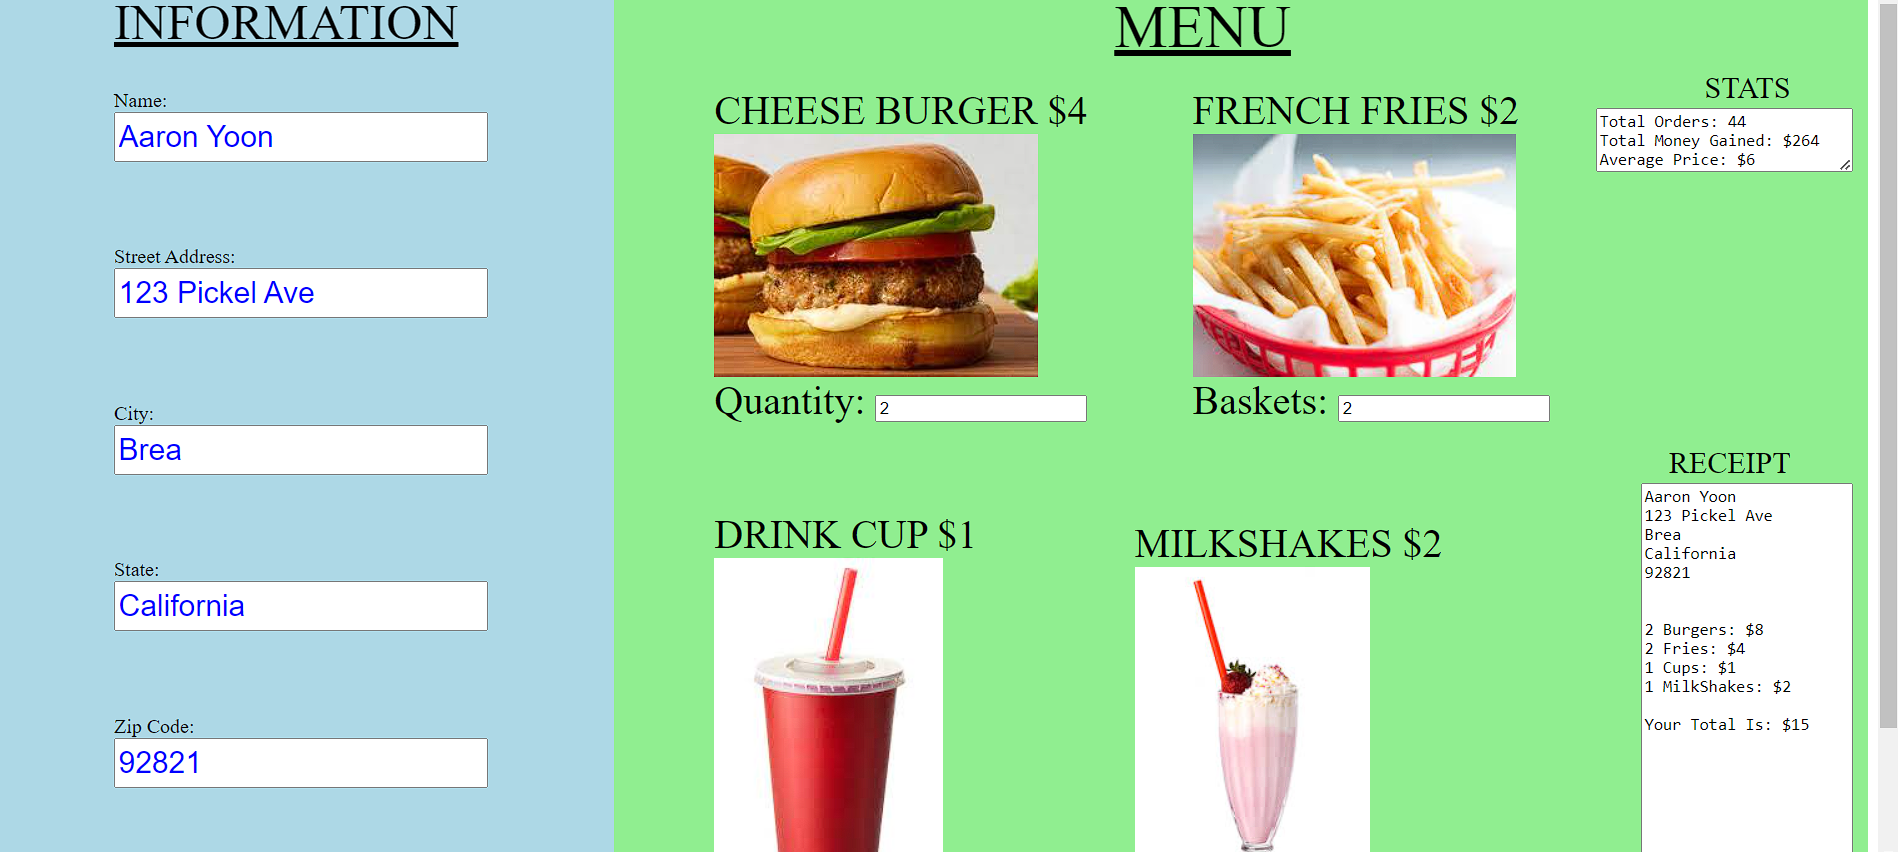 INFORMATION
Name:
Aaron Yoon
Street Address:
123 Pickel Ave
City:
Brea
State:
California
Zip Code:
92821
MENU
CHEESE BURGER $4
Quantity: 2
FRENCH FRIES $2
Baskets: 2
DRINK CUP $1
MILKSHAKES $2
STATS
Total Orders: 44
Total Money Gained: $264
Average Price: $6
RECEIPT
Aaron Yoon
123 Pickel Ave
Brea
California
92821
2 Burgers: $8
2 Fries: $4
1 Cups: $1
1 MilkShakes: $2
Your Total Is: $15